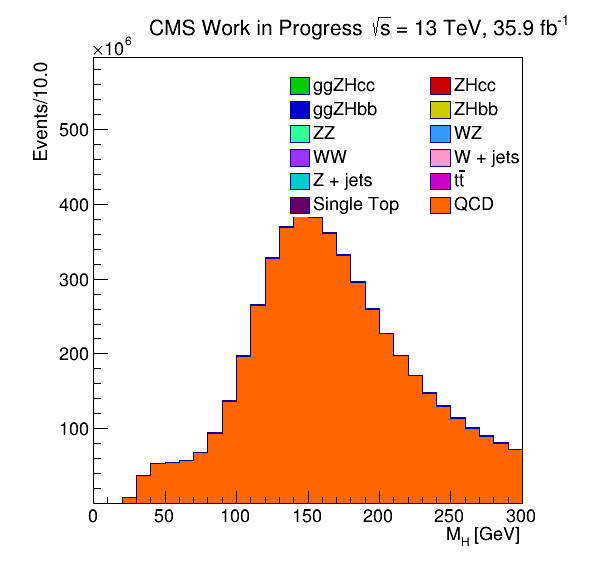 CMS Work in Progress √s = 13 TeV, 35.9 fb⁻¹
×10⁶
Events/10.0
ggZHcc ZHcc
ggZHbb ZHbb
ZZ WZ
WW W + jets
Z + jets tt̄
Single Top QCD
500
400
300
200
100
0 50 100 150 200 250 300
M_H [GeV]